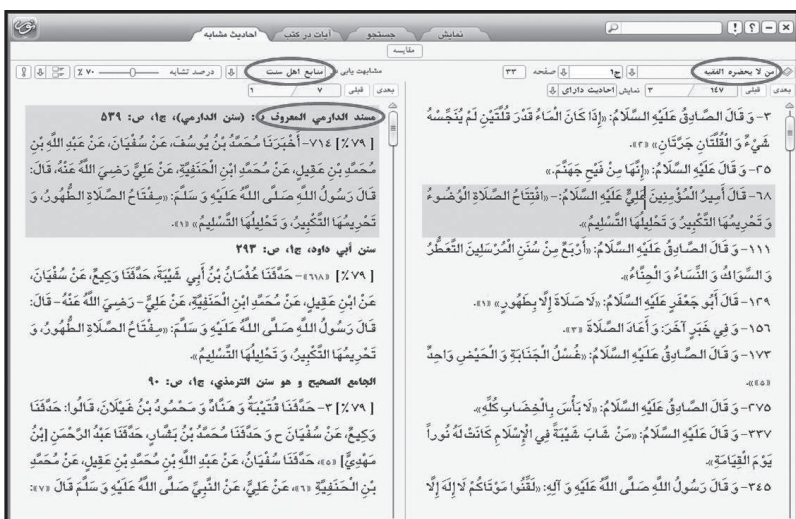 نمایش
جستجو
آیات در کتب
احادیث مشابه
مقایسه
من لا یحضره الفقیه
ج۱
صفحه
۳۳
مشابهت یابی در
منابع اهل سنت
درصد تشابه
۷۰ ٪
بعدی
قبلی
۱۴۷ /
۳
نمایش احادیث دارای
بعدی
قبلی
۷ /
۱
۳- وَ قَالَ الصَّادِقُ عَلَيْهِ السَّلَامُ: «إِذَا كَانَ الْمَاءُ قَدْرَ قُلَّتَيْنِ لَمْ يُنَجِّسْهُ
شَيْءٌ وَ الْقُلَّتَانِ جَرَّتَانِ» «۲».
۲۵- وَ قَالَ عَلَيْهِ السَّلَامُ: «إِنَّهَا مِنْ فَيْحِ جَهَنَّمَ.»
۶۸- قَالَ أَمِيرُ الْمُؤْمِنِينَ عَلِيٌّ عَلَيْهِ السَّلَامُ:- «افْتِتَاحُ الصَّلَاةِ الْوُضُوءُ
وَ تَحْرِيمُهَا التَّكْبِيرُ وَ تَحْلِيلُهَا التَّسْلِيمُ».
۱۱۱- وَ قَالَ الصَّادِقُ عَلَيْهِ السَّلَامُ: «أَرْبَعٌ مِنْ سُنَنِ الْمُرْسَلِينَ التَّعَطُّرُ
وَ السِّوَاكُ وَ النِّسَاءُ وَ الْحِنَّاءُ».
۱۲۹- قَالَ أَبُو جَعْفَرٍ عَلَيْهِ السَّلَامُ: «لَا صَلَاةَ إِلَّا بِطَهُورٍ» «۱».
۱۵۶- وَ فِي خَبَرٍ آخَرَ: وَ أَعَادَ الصَّلَاةَ «۳».
۱۷۳- وَ قَالَ الصَّادِقُ عَلَيْهِ السَّلَامُ: «غُسْلُ الْجَنَابَةِ وَ الْحَيْضِ وَاحِدٌ
«۵»».
۲۷۵- وَ قَالَ الصَّادِقُ عَلَيْهِ السَّلَامُ: «لَا بَأْسَ بِالْخِضَابِ كُلِّهِ».
۳۳۷- وَ قَالَ عَلَيْهِ السَّلَامُ: «مَنْ شَابَ شَيْبَةً فِي الْإِسْلَامِ كَانَتْ لَهُ نُوراً
يَوْمَ الْقِيَامَةِ».
۳۴۵- وَ قَالَ رَسُولُ اللَّهِ صَلَّى اللَّهُ عَلَيْهِ وَ آلِهِ: «لَقِّنُوا مَوْتَاكُمْ لَا إِلَهَ إِلَّا
مسند الدارمي المعروف بـ: (سنن الدارمي)، ج۱، ص: ۵۳۹
[۷۹٪] ۷۱۴- أَخْبَرَنَا مُحَمَّدُ بْنُ يُوسُفَ، عَنْ سُفْيَانَ، عَنْ عَبْدِ اللَّهِ بْنِ
مُحَمَّدِ بْنِ عَقِيلٍ، عَنْ مُحَمَّدِ ابْنِ الْحَنَفِيَّةِ، عَنْ عَلِيٍّ رَضِيَ اللَّهُ عَنْهُ، قَالَ:
قَالَ رَسُولُ اللَّهِ صَلَّى اللَّهُ عَلَيْهِ وَ سَلَّمَ: «مِفْتَاحُ الصَّلَاةِ الطُّهُورُ، وَ
تَحْرِيمُهَا التَّكْبِيرُ، وَ تَحْلِيلُهَا التَّسْلِيمُ» «۱».
سنن أبي داود، ج۱، ص: ۲۹۳
[۷۹٪] «۶۱۸»- حَدَّثَنَا عُثْمَانُ بْنُ أَبِي شَيْبَةَ، حَدَّثَنَا وَكِيعٌ، عَنْ سُفْيَانَ،
عَنْ ابْنِ عَقِيلٍ، عَنْ مُحَمَّدِ ابْنِ الْحَنَفِيَّةِ، عَنْ عَلِيٍّ- رَضِيَ اللَّهُ عَنْهُ- قَالَ:
قَالَ رَسُولُ اللَّهِ صَلَّى اللَّهُ عَلَيْهِ وَ سَلَّمَ: «مِفْتَاحُ الصَّلَاةِ الطُّهُورُ، وَ
تَحْرِيمُهَا التَّكْبِيرُ، وَ تَحْلِيلُهَا التَّسْلِيمُ».
الجامع الصحيح و هو سنن الترمذي، ج۱، ص: ۹۰
[۷۹٪] ۳- حَدَّثَنَا قُتَيْبَةُ وَ هَنَّادٌ وَ مَحْمُودُ بْنُ غَيْلَانَ، قَالُوا: حَدَّثَنَا
وَكِيعٌ، عَنْ سُفْيَانَ ح وَ حَدَّثَنَا مُحَمَّدُ بْنُ بَشَّارٍ، حَدَّثَنَا عَبْدُ الرَّحْمَنِ [بْنُ
مَهْدِيٍّ] «۵»، حَدَّثَنَا سُفْيَانُ، عَنْ عَبْدِ اللَّهِ بْنِ مُحَمَّدِ بْنِ عَقِيلٍ، عَنْ مُحَمَّدِ
بْنِ الْحَنَفِيَّةِ «۶»، عَنْ عَلِيٍّ، عَنْ النَّبِيِّ صَلَّى اللَّهُ عَلَيْهِ وَ سَلَّمَ قَالَ «۷»: